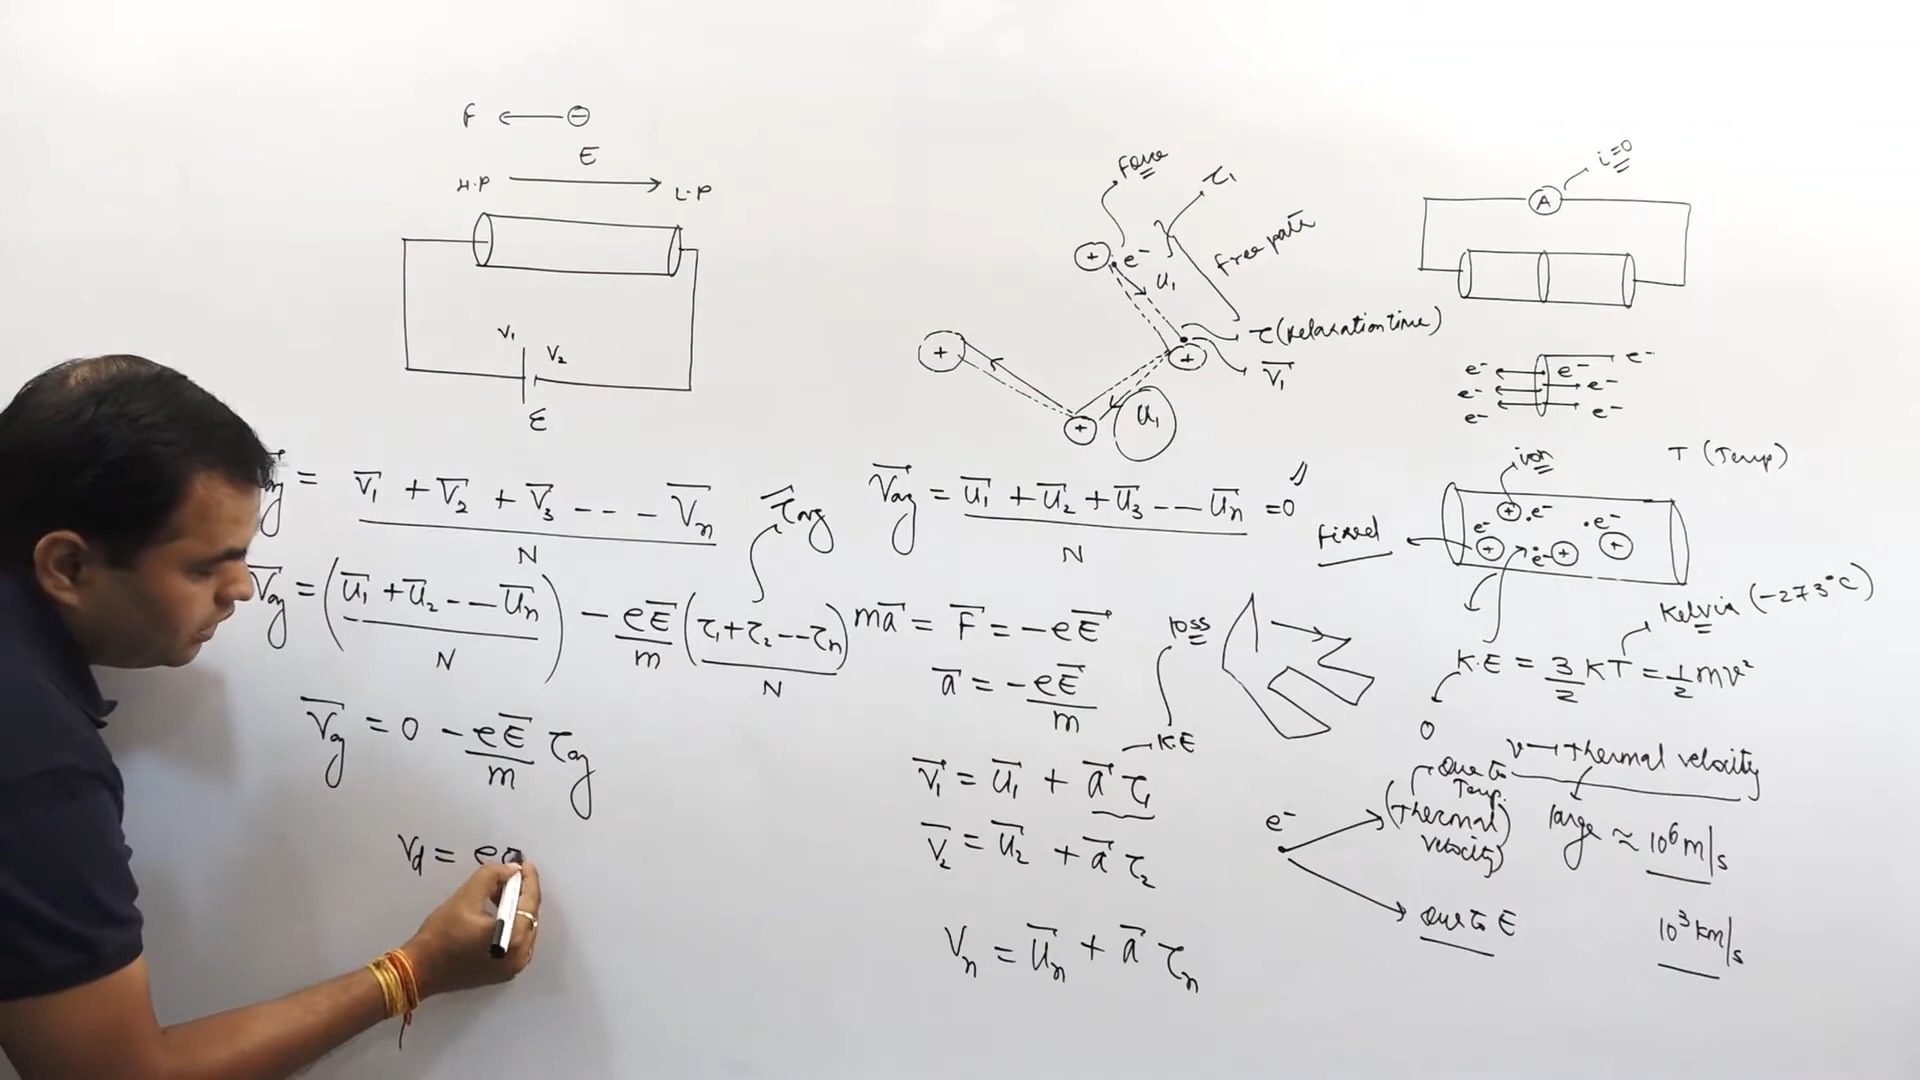 F ← ⊖
E
H.P → L.P
V₁
V₂
ε
= V̄₁ + V̄₂ + V̄₃ --- V̄n / N
V̄avg = (ū₁ + ū₂ -- ūn / N) - eĒ/m (τ₁ + τ₂ -- τn / N)
τavg
V̄avg = 0 - eĒ/m τavg
Vd = e
Force
τ₁
+ e⁻
u₁
Free path
τ (Relaxation time)
V̄₁
+
+
+
u₁
V̄avg = ū₁ + ū₂ + ū₃ --- ūn / N = 0
mā = F̄ = -eĒ
ā = -eĒ/m
loss
K.E
V̄₁ = ū₁ + ā τ₁
V̄₂ = ū₂ + ā τ₂
Vn = ūn + ā τn
i=0
A
e⁻ e⁻ e⁻
e⁻ e⁻
e⁻ e⁻
T (Temp)
ion
+ .e⁻ .e⁻
e⁻ + e⁻ + +
Fixed
Kelvin (-273°C)
K.E = 3/2 KT = 1/2 mv²
0
v → thermal velocity
Due to Temp.
e⁻
(thermal velocity)
large ≈ 10⁶ m/s
Due to E
10³ km/s